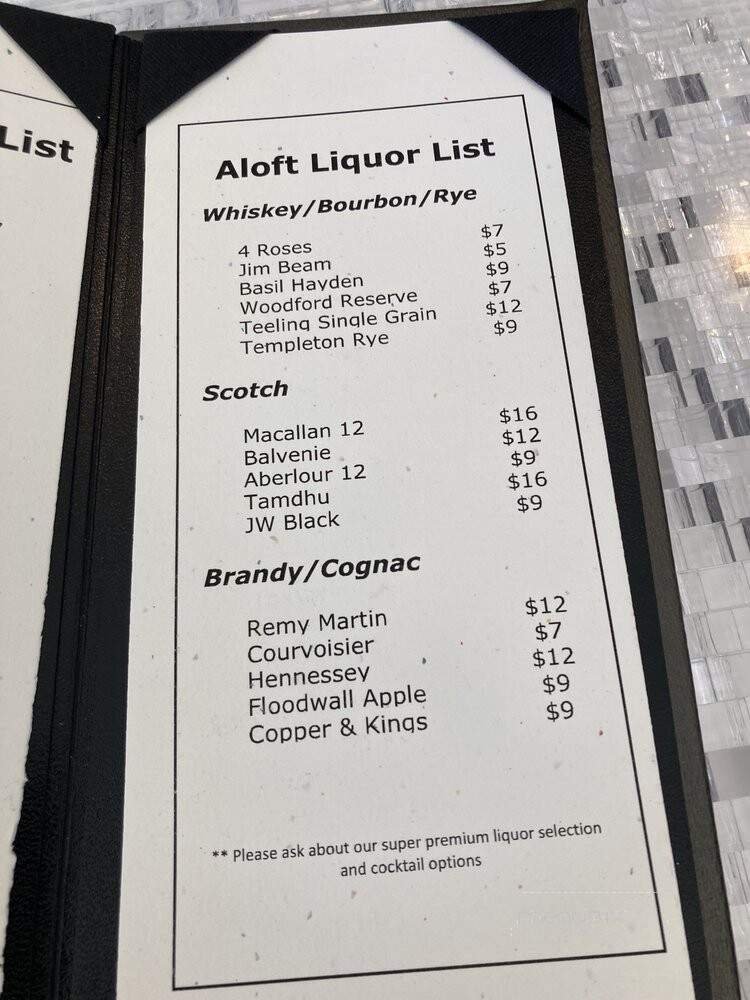 List
Aloft Liquor List
Whiskey/Bourbon/Rye
4 Roses $7
Jim Beam $5
Basil Hayden $9
Woodford Reserve $7
Teeling Single Grain $12
Templeton Rye $9
Scotch
Macallan 12 $16
Balvenie $12
Aberlour 12 $9
Tamdhu $16
JW Black $9
Brandy/Cognac
Remy Martin $12
Courvoisier $7
Hennessey $12
Floodwall Apple $9
Copper & Kings $9
** Please ask about our super premium liquor selection
and cocktail options